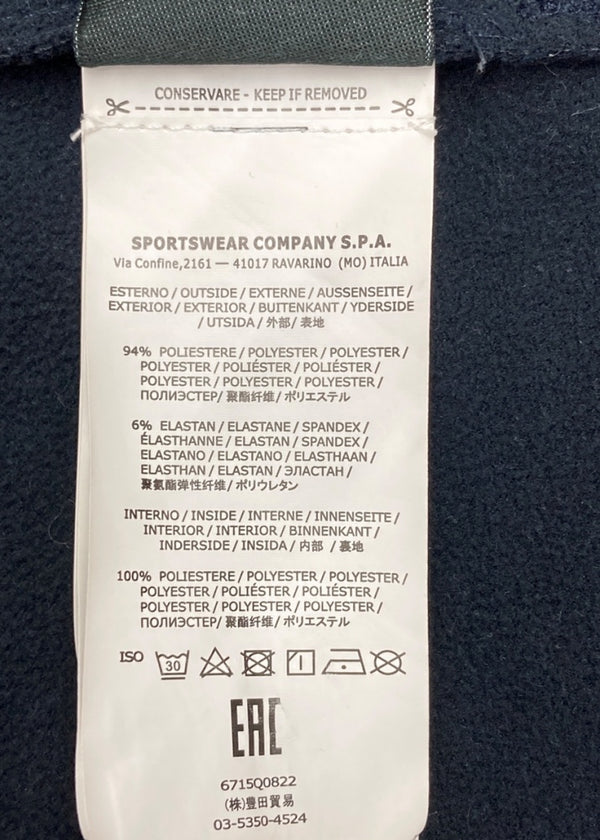 CONSERVARE - KEEP IF REMOVED
SPORTSWEAR COMPANY S.P.A.
Via Confine,2161 — 41017 RAVARINO (MO) ITALIA
ESTERNO / OUTSIDE / EXTERNE / AUSSENSEITE /
EXTERIOR / EXTERIOR / BUITENKANT / YDERSIDE
/ UTSIDA / 外部/ 表地
94% POLIESTERE / POLYESTER / POLYESTER /
POLYESTER / POLIÉSTER / POLIÉSTER /
POLYESTER / POLYESTER / POLYESTER /
ПОЛИЭСТЕР/ 聚酯纤维/ ポリエステル
6% ELASTAN / ELASTANE / SPANDEX /
ÉLASTHANNE / ELASTAN / SPANDEX /
ELASTANO / ELASTANO / ELASTHAAN /
ELASTHAN / ELASTAN / ЭЛАСТАН /
聚氨酯弹性纤维/ ポリウレタン
INTERNO / INSIDE / INTERNE / INNENSEITE /
INTERIOR / INTERIOR / BINNENKANT /
INDERSIDE / INSIDA / 内部 / 裏地
100% POLIESTERE / POLYESTER / POLYESTER /
POLYESTER / POLIÉSTER / POLIÉSTER /
POLYESTER / POLYESTER / POLYESTER /
ПОЛИЭСТЕР/ 聚酯纤维/ ポリエステル
ISO 30
EAC
6715Q0822
(株)豊田貿易
03-5350-4524